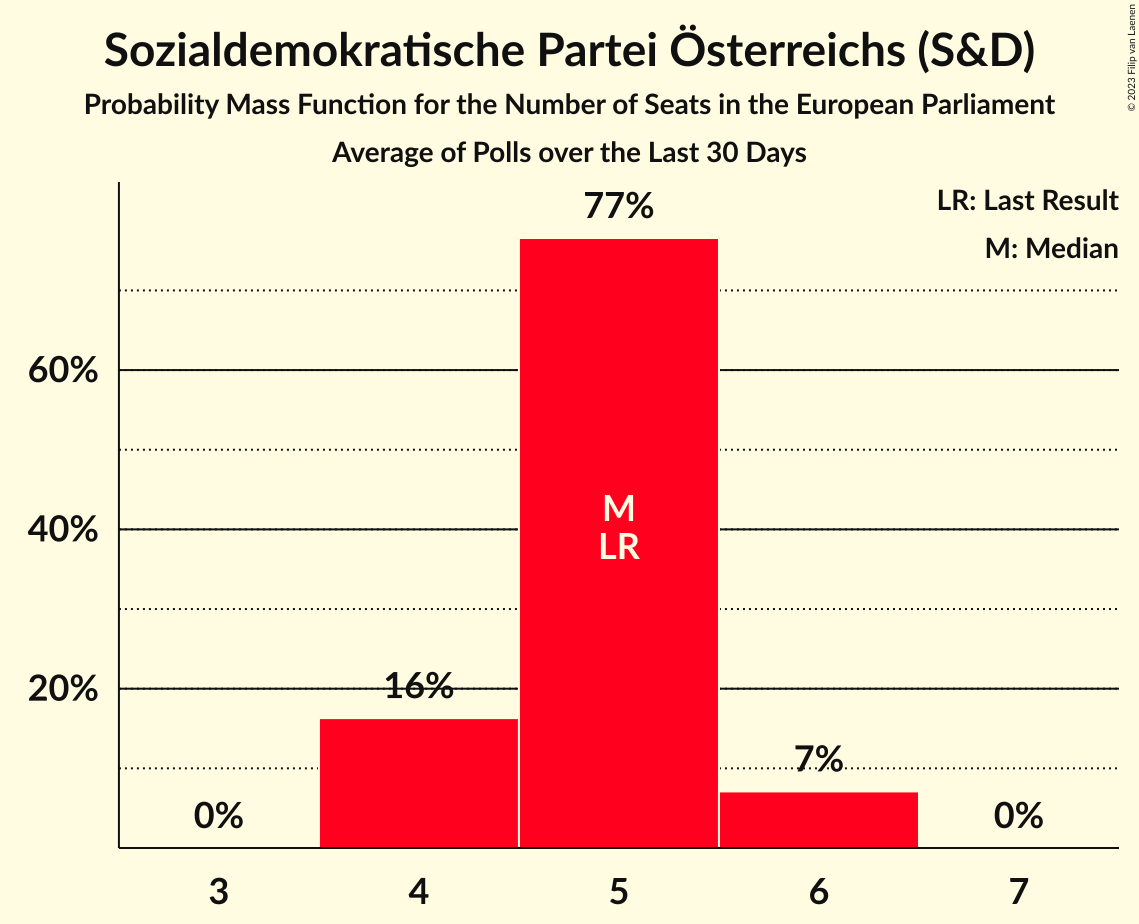 Sozialdemokratische Partei Österreichs (S&D)
Probability Mass Function for the Number of Seats in the European Parliament
Average of Polls over the Last 30 Days
© 2023 Filip van Laenen
LR: Last Result
M: Median
77%
60%
M
40%
LR
20%
16%
7%
0%
0%
3 4 5 6 7